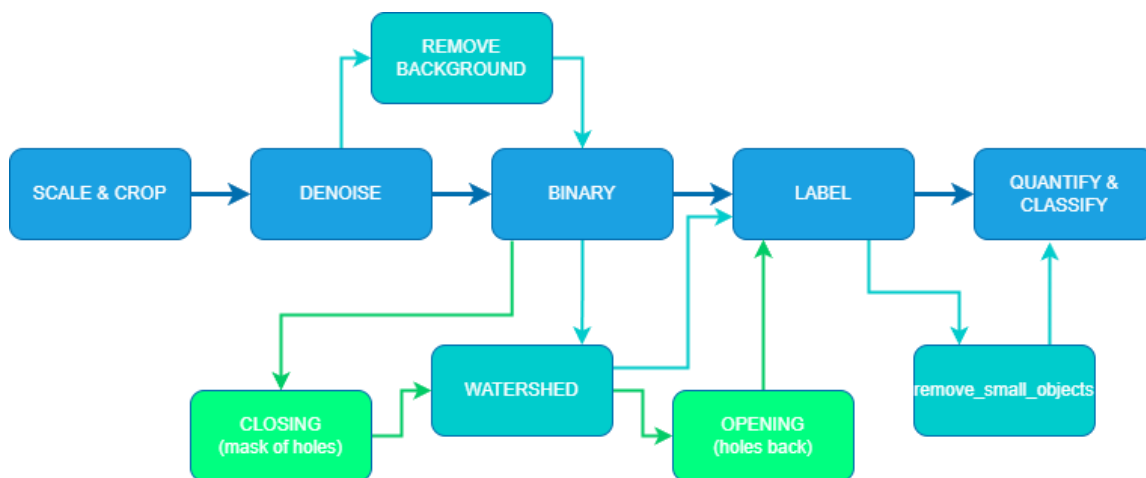 REMOVE
BACKGROUND
SCALE & CROP
DENOISE
BINARY
LABEL
QUANTIFY &
CLASSIFY
WATERSHED
remove_small_objects
CLOSING
(mask of holes)
OPENING
(holes back)